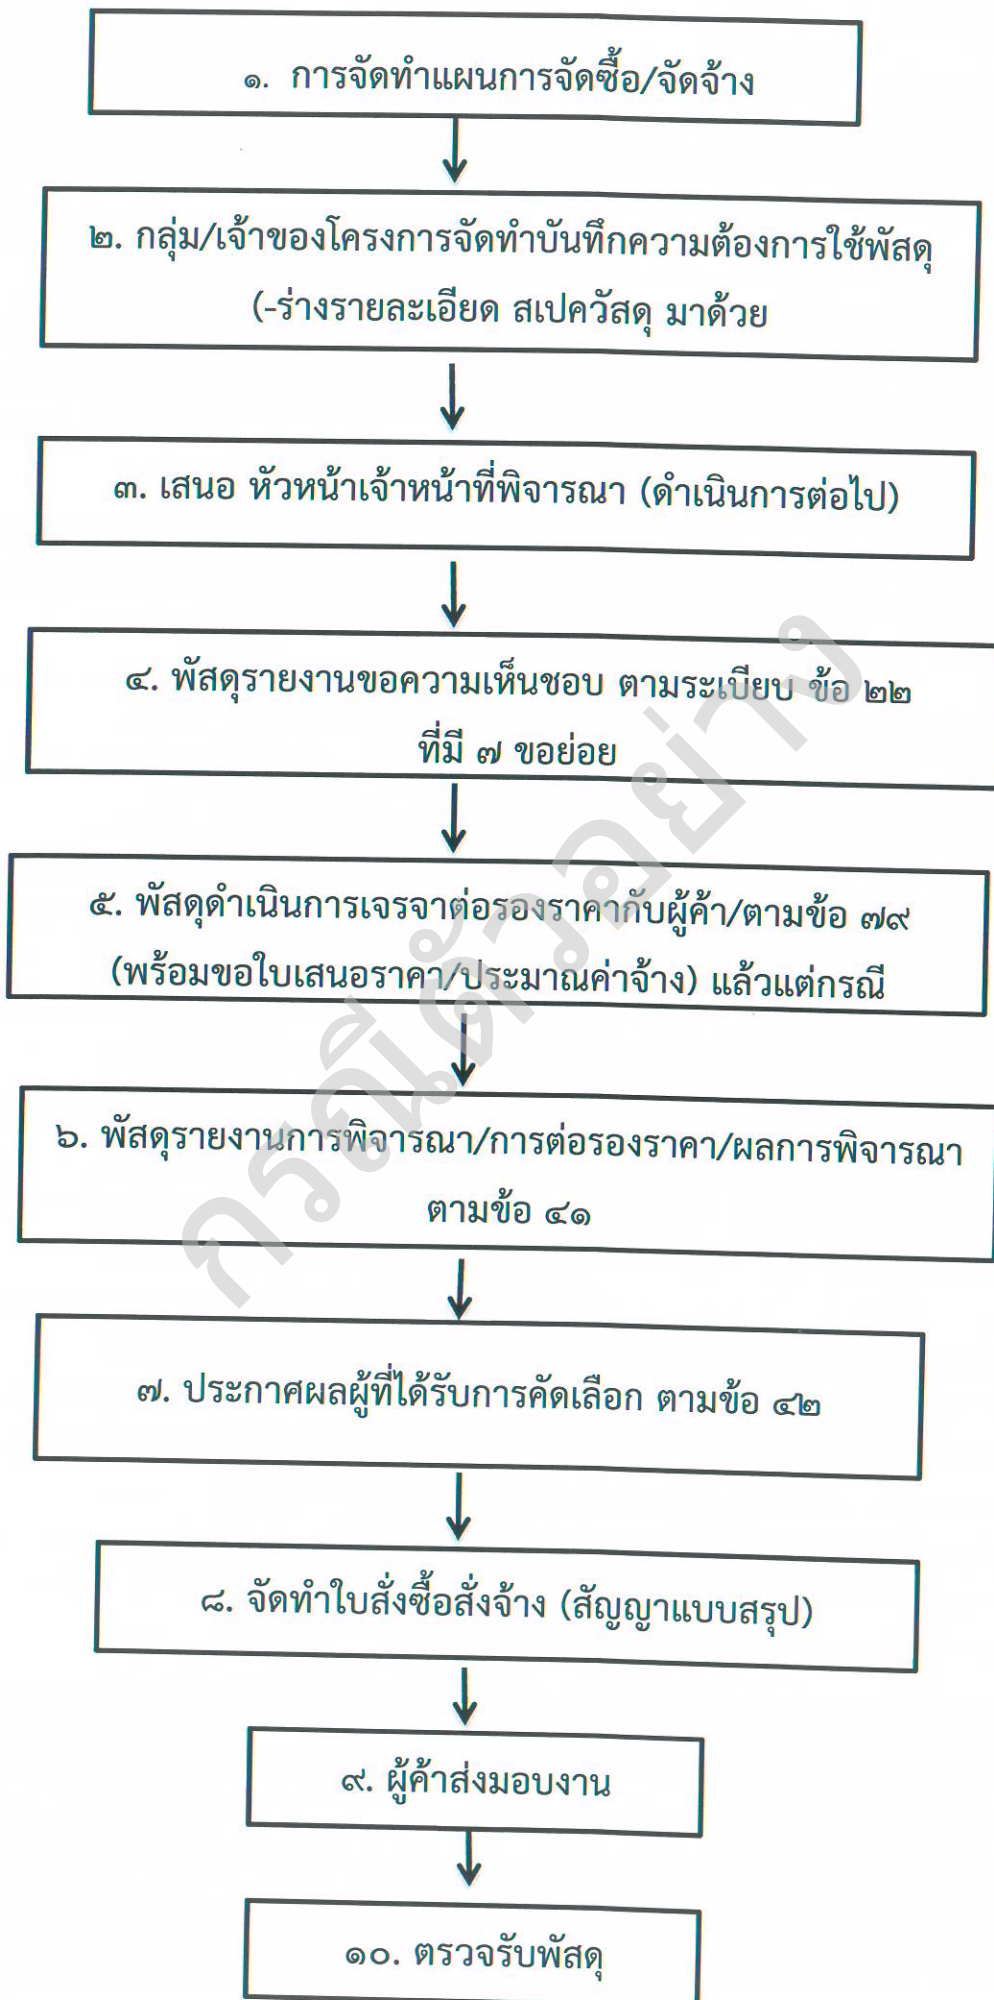 ๑. การจัดทำแผนการจัดซื้อ/จัดจ้าง
๒. กลุ่ม/เจ้าของโครงการจัดทำบันทึกความต้องการใช้พัสดุ
(-ร่างรายละเอียด สเปควัสดุ มาด้วย
๓. เสนอ หัวหน้าเจ้าหน้าที่พิจารณา (ดำเนินการต่อไป)
๔. พัสดุรายงานขอความเห็นชอบ ตามระเบียบ ข้อ ๒๒
ที่มี ๗ ขอย่อย
๕. พัสดุดำเนินการเจรจาต่อรองราคากับผู้ค้า/ตามข้อ ๗๙
(พร้อมขอใบเสนอราคา/ประมาณค่าจ้าง) แล้วแต่กรณี
๖. พัสดุรายงานการพิจารณา/การต่อรองราคา/ผลการพิจารณา
ตามข้อ ๔๑
๗. ประกาศผลผู้ที่ได้รับการคัดเลือก ตามข้อ ๔๒
๘. จัดทำใบสั่งซื้อสั่งจ้าง (สัญญาแบบสรุป)
๙. ผู้ค้าส่งมอบงาน
๑๐. ตรวจรับพัสดุ
กรณีตัวอย่าง